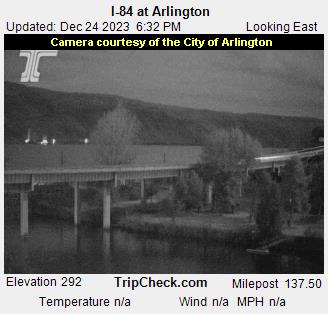 I-84 at Arlington
Updated: Dec 24 2023 6:32 PM Looking East
Camera courtesy of the City of Arlington
Elevation 292 TripCheck.com Milepost 137.50
Temperature n/a Wind n/a MPH n/a